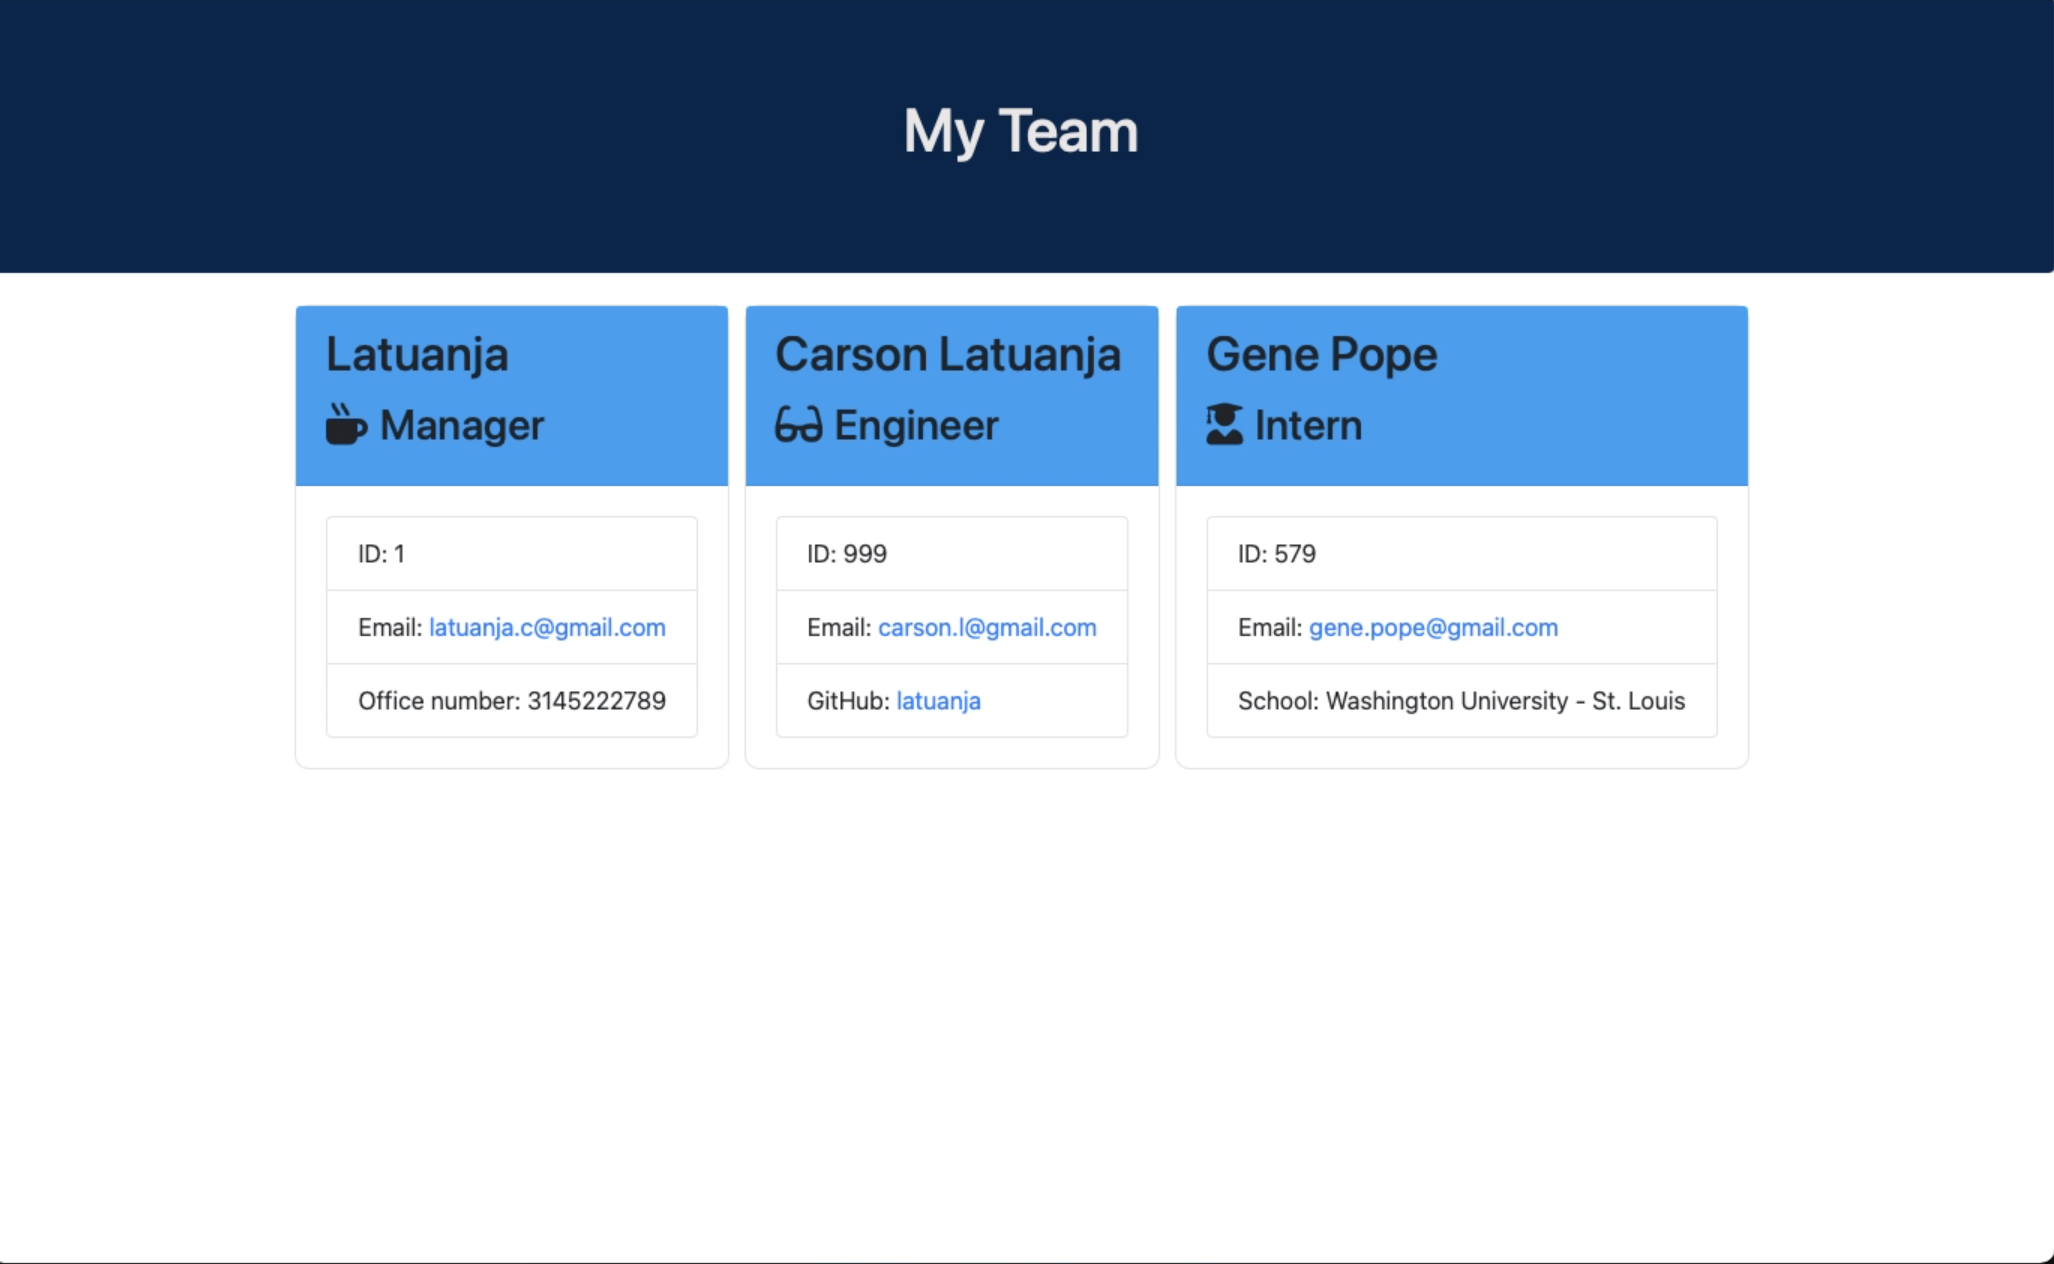 My Team
Latuanja
Manager
ID: 1
Email: latuanja.c@gmail.com
Office number: 3145222789
Carson Latuanja
Engineer
ID: 999
Email: carson.l@gmail.com
GitHub: latuanja
Gene Pope
Intern
ID: 579
Email: gene.pope@gmail.com
School: Washington University - St. Louis